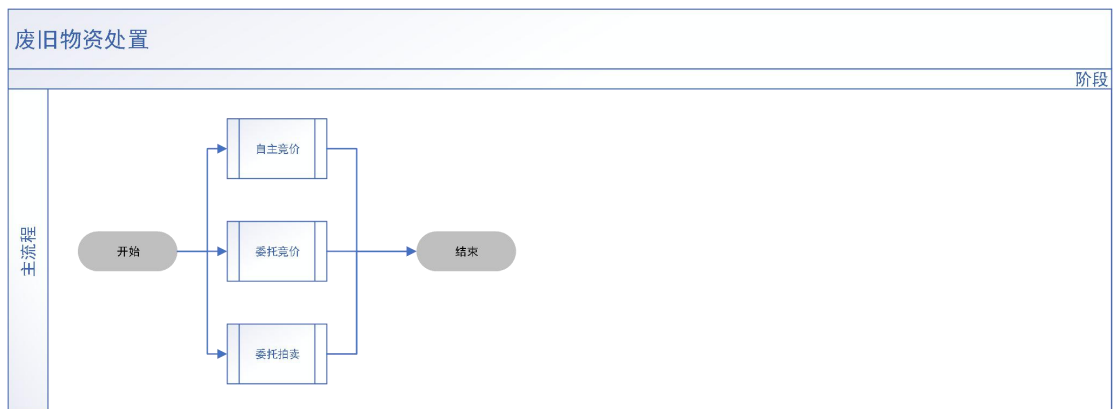 废旧物资处置
阶段
主流程
自主竞价
开始
委托竞价
结束
委托拍卖